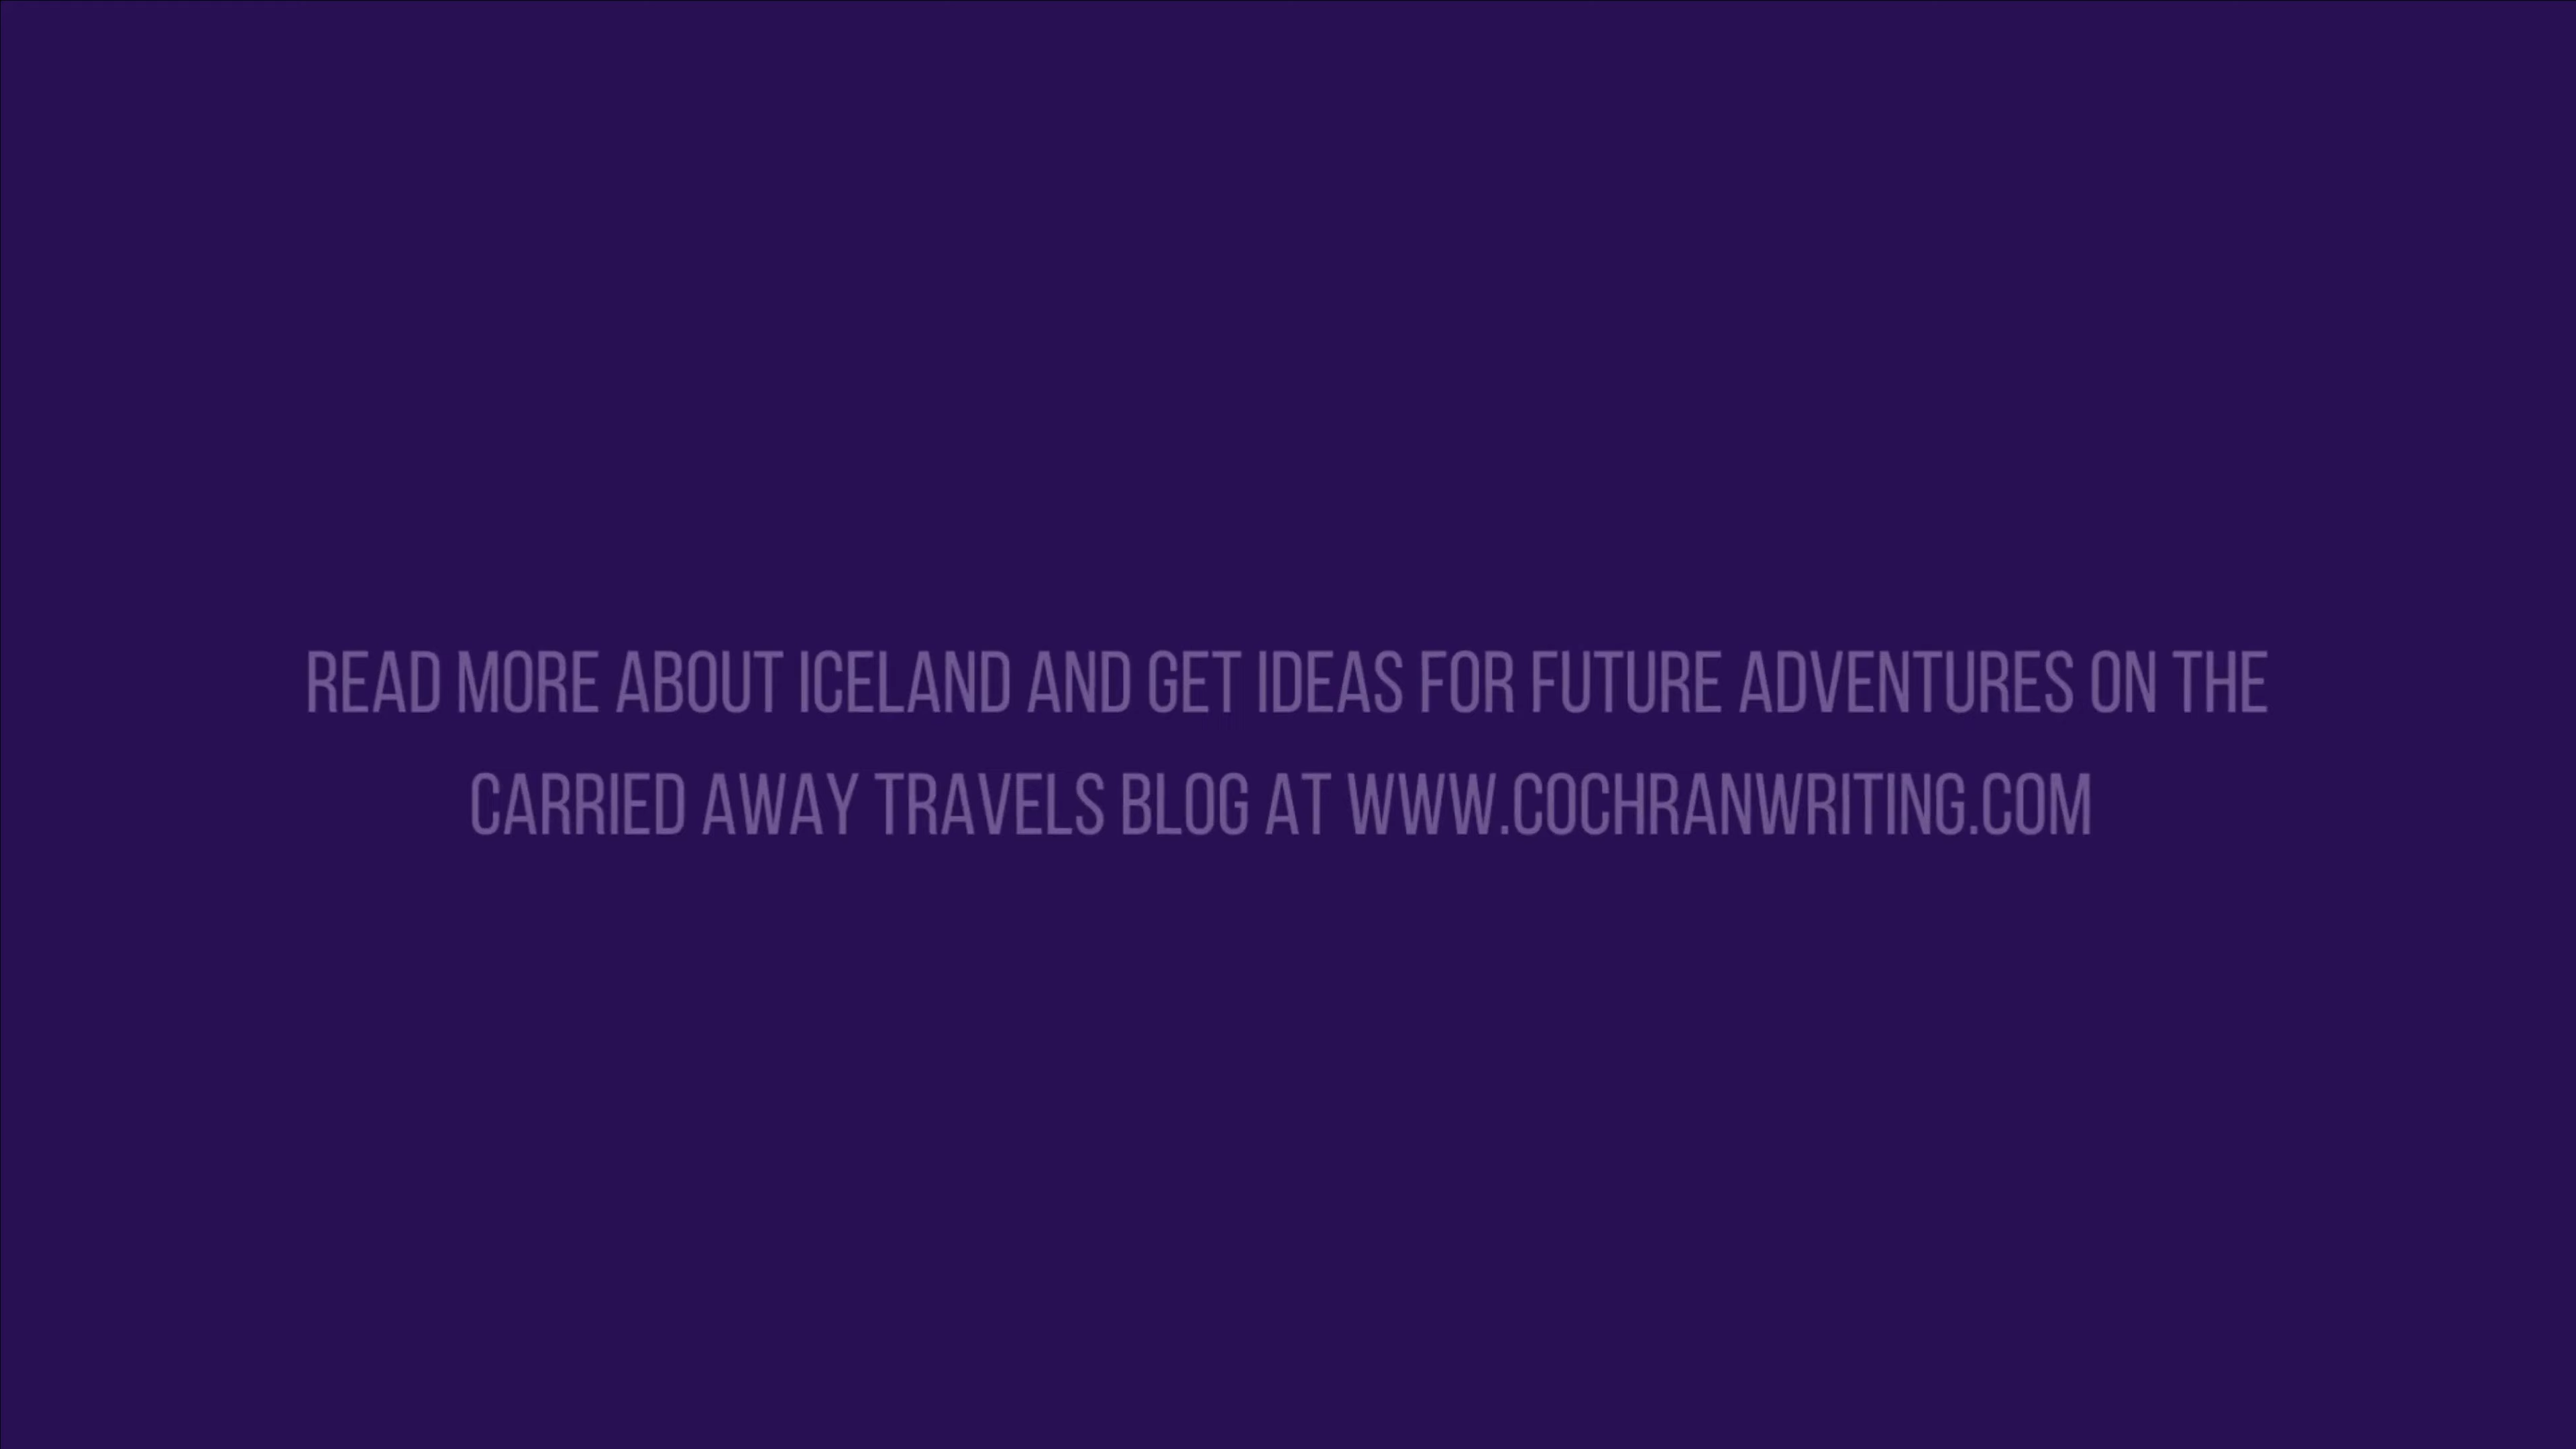 READ MORE ABOUT ICELAND AND GET IDEAS FOR FUTURE ADVENTURES ON THE
CARRIED AWAY TRAVELS BLOG AT WWW.COCHRANWRITING.COM